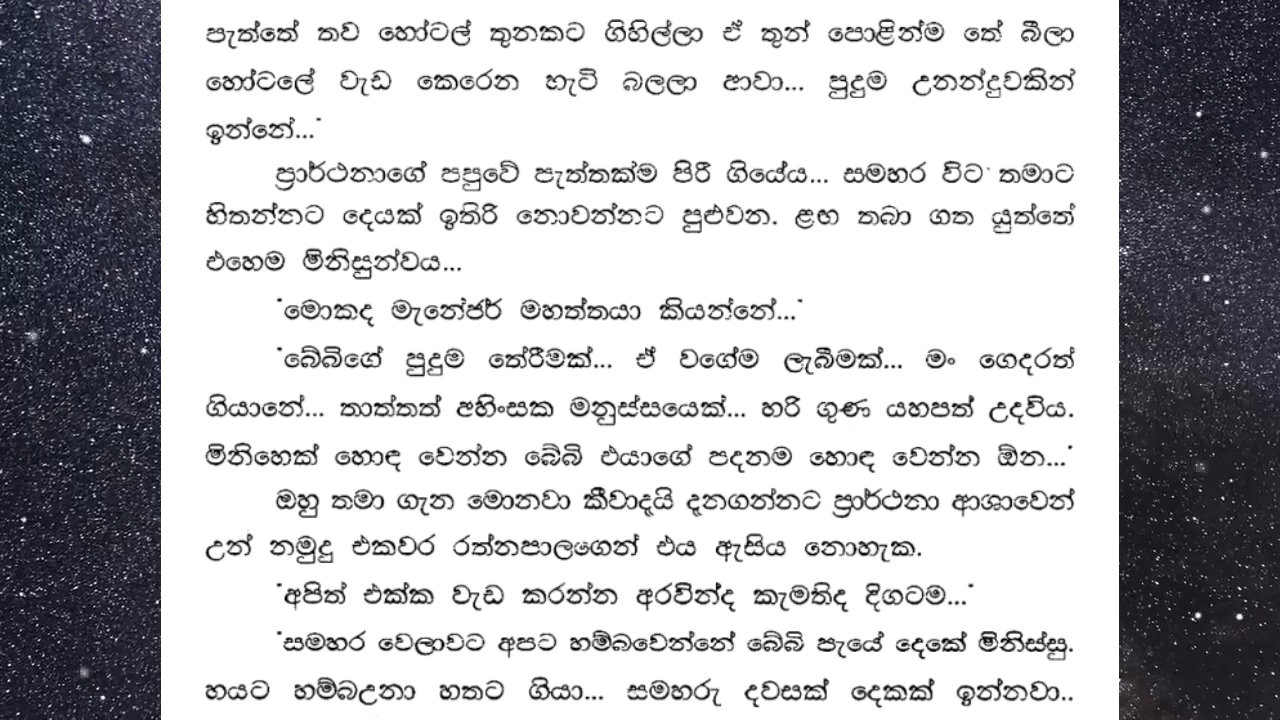 පැත්තේ තව හෝටල් තුනකට ගිහිල්ලා ඒ තුන් පොළින්ම තේ බීලා
හෝටලේ වැඩ කෙරෙන හැටි බලලා ආවා... පුදුම උනන්දුවකින්
ඉන්නේ..."
ප්‍රාර්ථනාගේ පපුවේ පැත්තක්ම පිරී ගියේය... සමහර විට තමාට
හිතන්නට දෙයක් ඉතිරි නොවන්නට පුළුවන. ළඟ තබා ගත යුත්තේ
එහෙම මිනිසුන්වය...
"මොකද මැනේජර් මහත්තයා කියන්නේ..."
"බේබිගේ පුදුම තේරීමක්... ඒ වගේම ලැබීමක්... මං ගෙදරත්
ගියානේ... තාත්තත් අහිංසක මනුස්සයෙක්... හරි ගුණ යහපත් උදවිය.
මිනිහෙක් හොඳ වෙන්න බේබි එයාගේ පදනම හොඳ වෙන්න ඕන..."
ඔහු තමා ගැන මොනවා කීවාදැයි දැනගන්නට ප්‍රාර්ථනා ආශාවෙන්
උන් නමුදු එකවර රත්නපාලගෙන් එය ඇසිය නොහැක.
"අපිත් එක්ක වැඩ කරන්න අරවින්ද කැමතිද දිගටම..."
"සමහර වෙලාවට අපට හම්බවෙන්නේ බේබි පැයේ දෙකේ මිනිස්සු.
හයට හම්බඋනා හතට ගියා... සමහරු දවසක් දෙකක් ඉන්නවා..